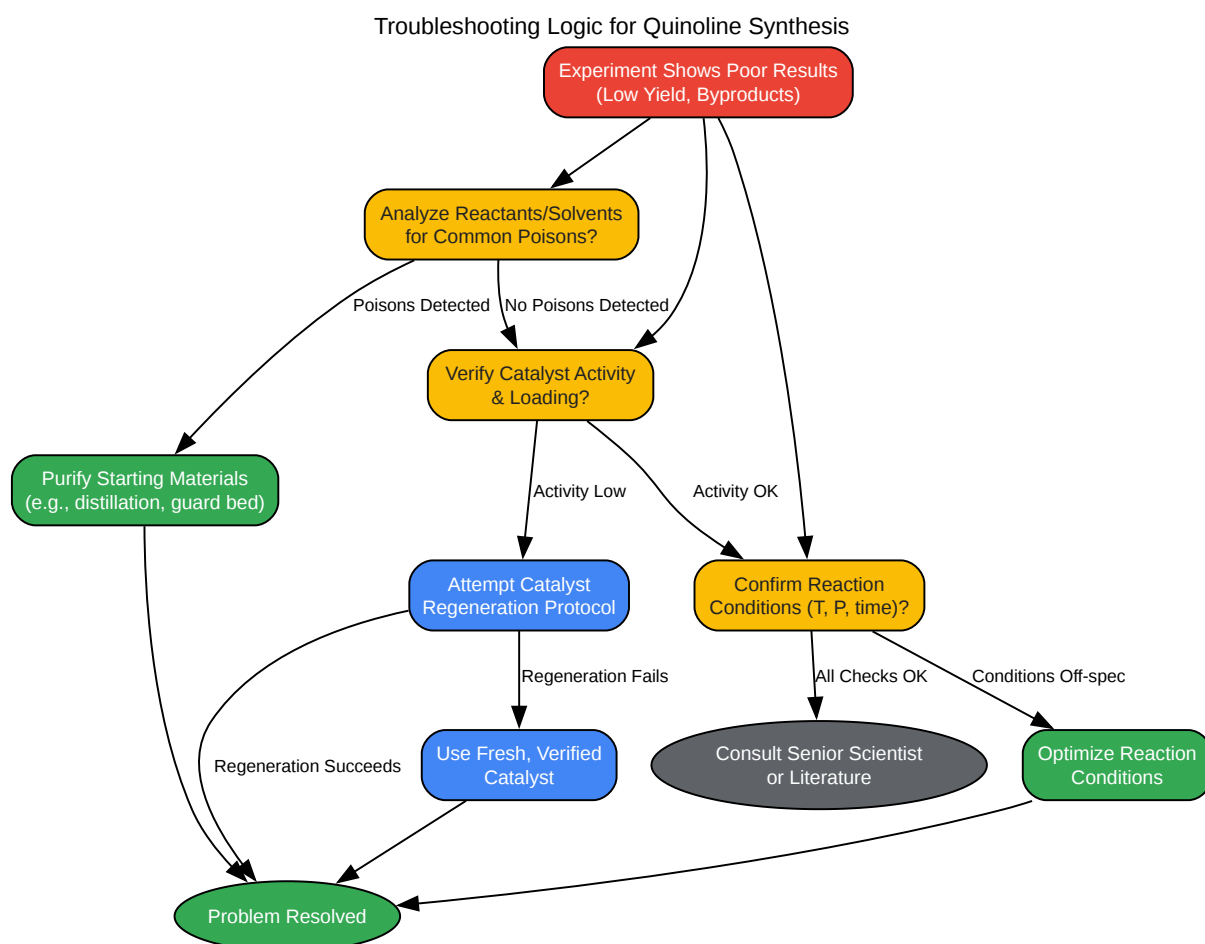 Troubleshooting Logic for Quinoline Synthesis
Experiment Shows Poor Results
(Low Yield, Byproducts)
Analyze Reactants/Solvents
for Common Poisons?
Poisons Detected
No Poisons Detected
Verify Catalyst Activity
& Loading?
Purify Starting Materials
(e.g., distillation, guard bed)
Activity Low
Activity OK
Attempt Catalyst
Regeneration Protocol
Confirm Reaction
Conditions (T, P, time)?
Regeneration Fails
All Checks OK
Conditions Off-spec
Regeneration Succeeds
Use Fresh, Verified
Catalyst
Consult Senior Scientist
or Literature
Optimize Reaction
Conditions
Problem Resolved